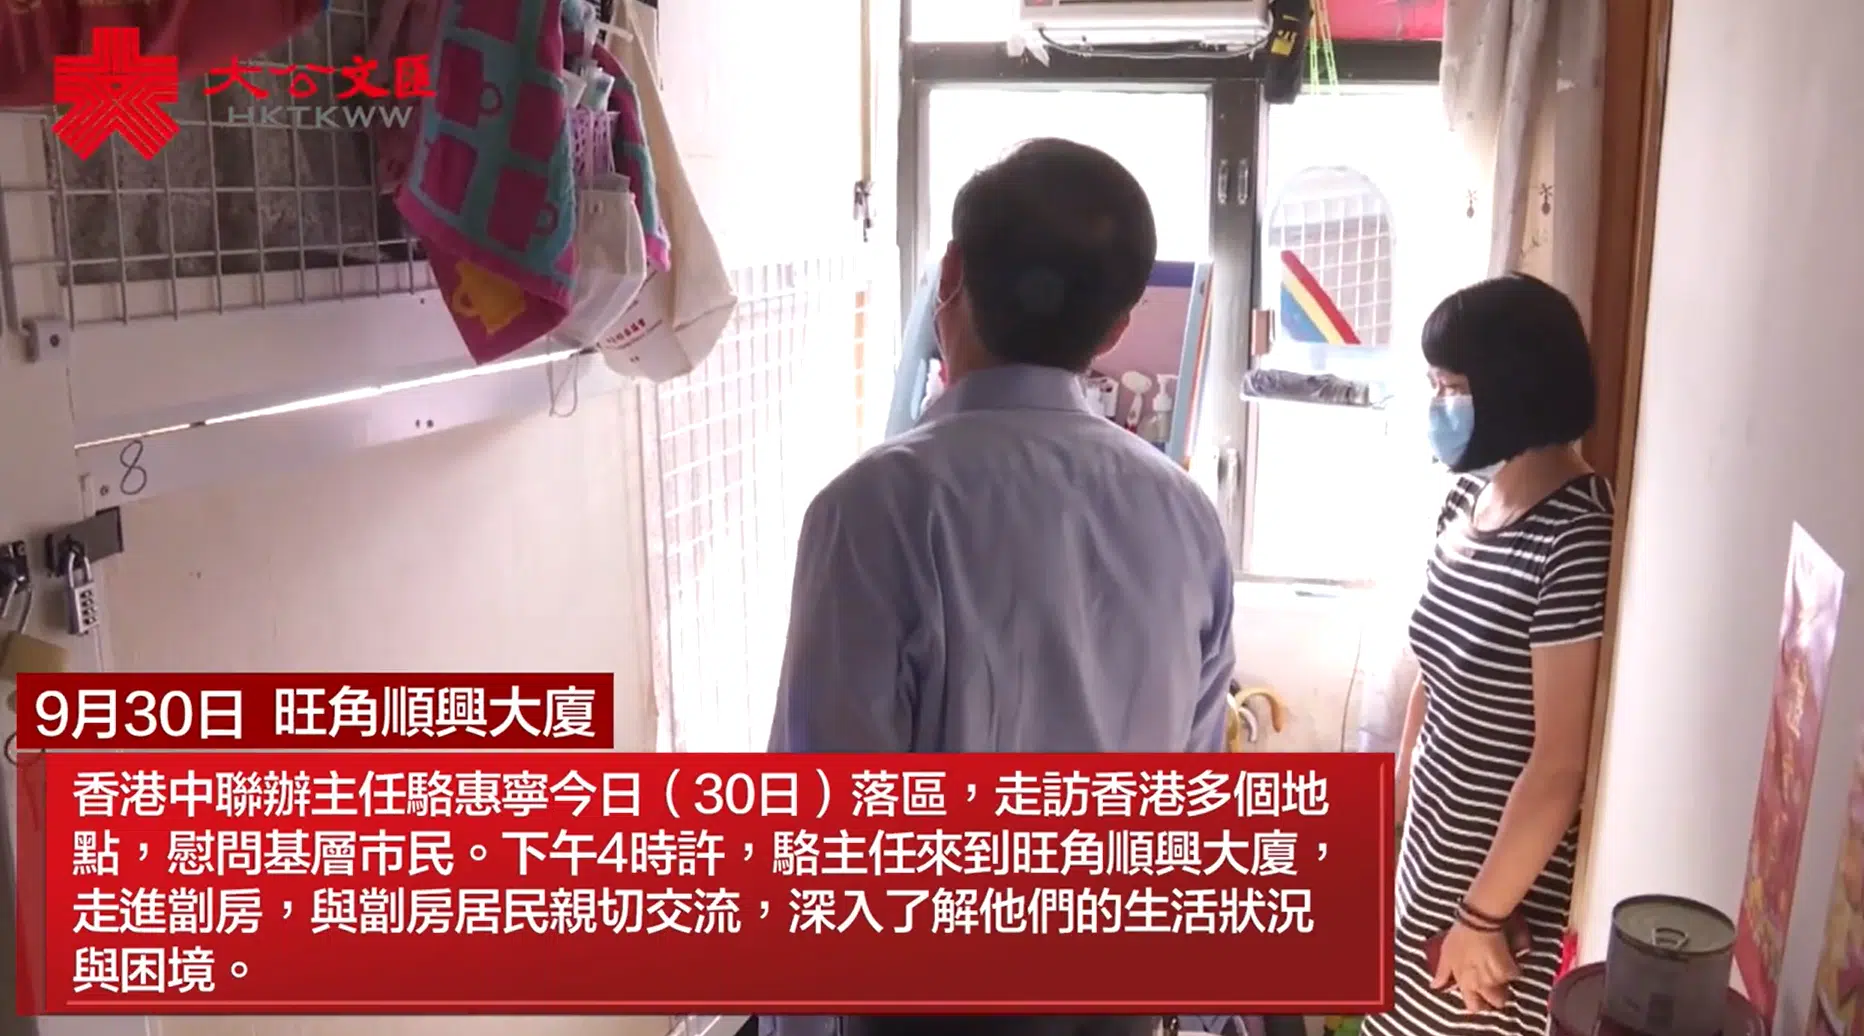 大公文匯
HKTKWW
8
9月30日 旺角順興大廈
香港中聯辦主任駱惠寧今日（30日）落區，走訪香港多個地
點，慰問基層市民。下午4時許，駱主任來到旺角順興大廈，
走進劏房，與劏房居民親切交流，深入了解他們的生活狀況
與困境。